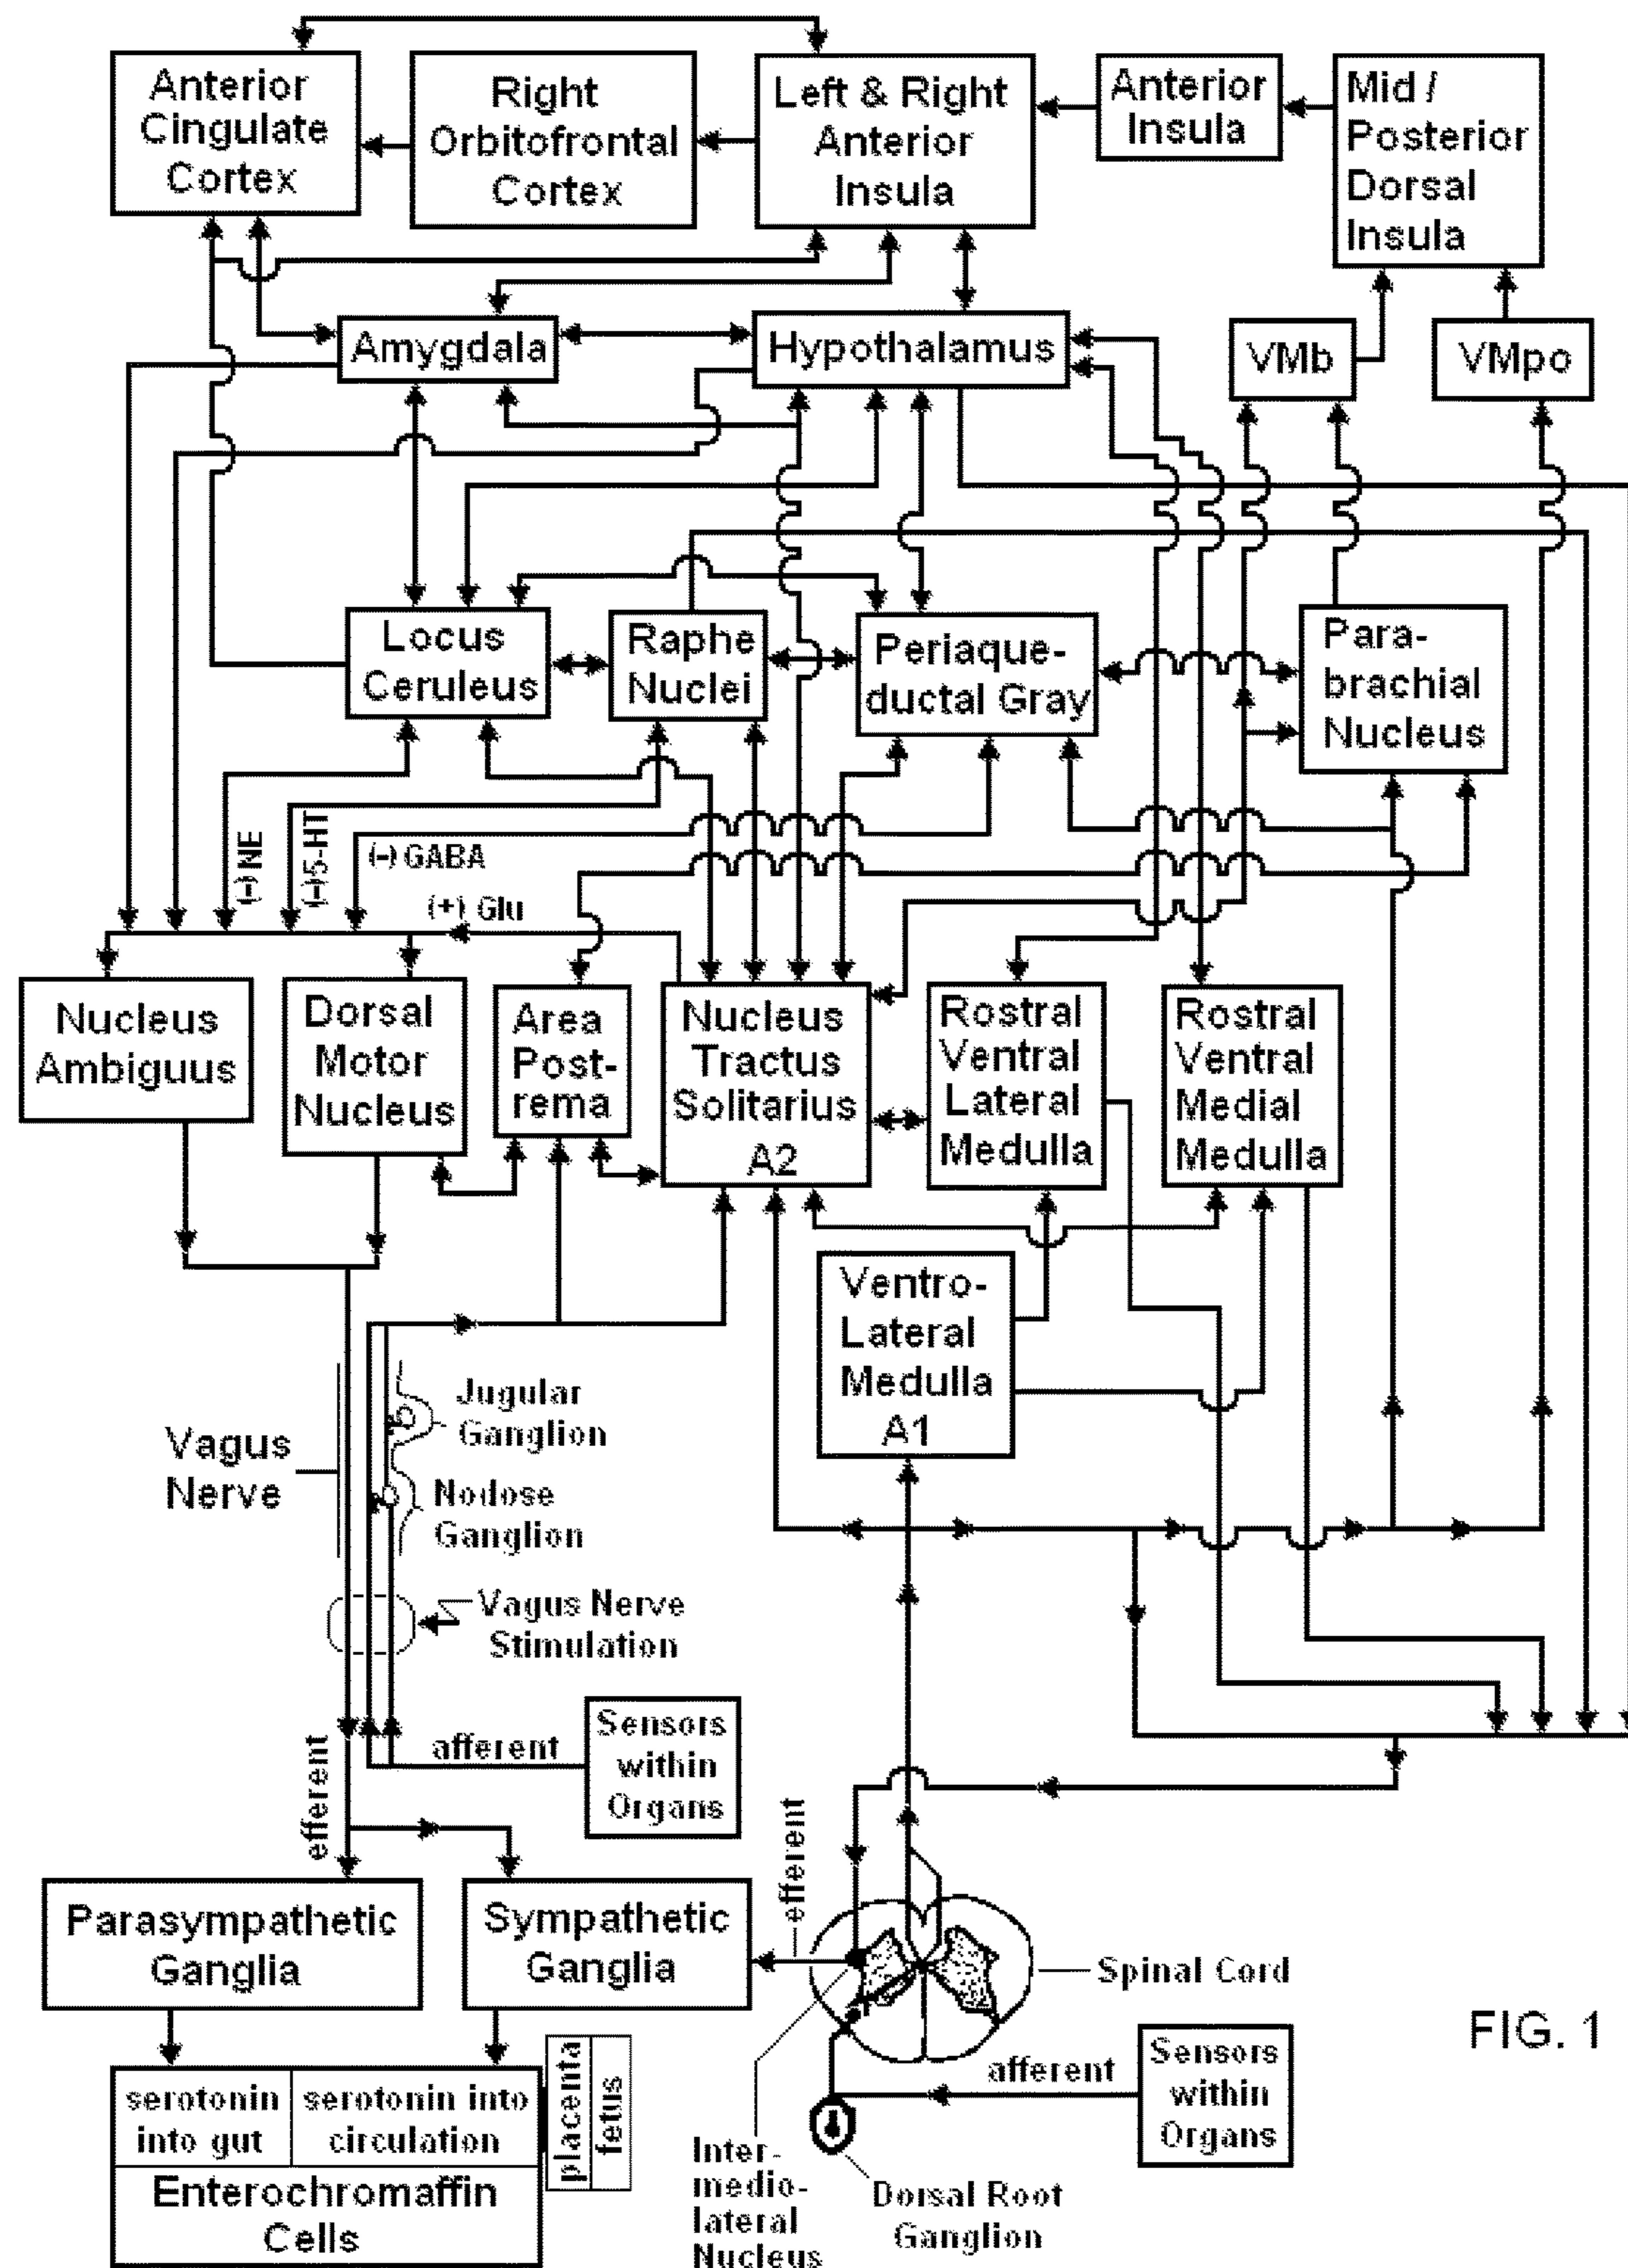 Anterior
Cingulate
Cortex
Right
Orbitofrontal
Cortex
Left & Right
Anterior
Insula
Anterior
Insula
Mid /
Posterior
Dorsal
Insula
Amygdala
Hypothalamus
VMb
VMpo
Locus
Ceruleus
Raphe
Nuclei
Periaque-
ductal Gray
Para-
brachial
Nucleus
(-) NE
(-)5-HT
(-) GABA
(+) Glu
Nucleus
Ambiguus
Dorsal
Motor
Nucleus
Area
Post-
rema
Nucleus
Tractus
Solitarius
A2
Rostral
Ventral
Lateral
Medulla
Rostral
Ventral
Medial
Medulla
Ventro-
Lateral
Medulla
A1
Jugular
Ganglion
Vagus
Nerve
Nodose
Ganglion
Vagus Nerve
Stimulation
Sensors
within
Organs
afferent
efferent
efferent
Parasympathetic
Ganglia
Sympathetic
Ganglia
Spinal Cord
FIG. 1
serotonin
into gut
serotonin into
circulation
Enterochromaffin
Cells
placenta
fetus
afferent
Sensors
within
Organs
Inter-
medio-
lateral
Nucleus
Dorsal Root
Ganglion